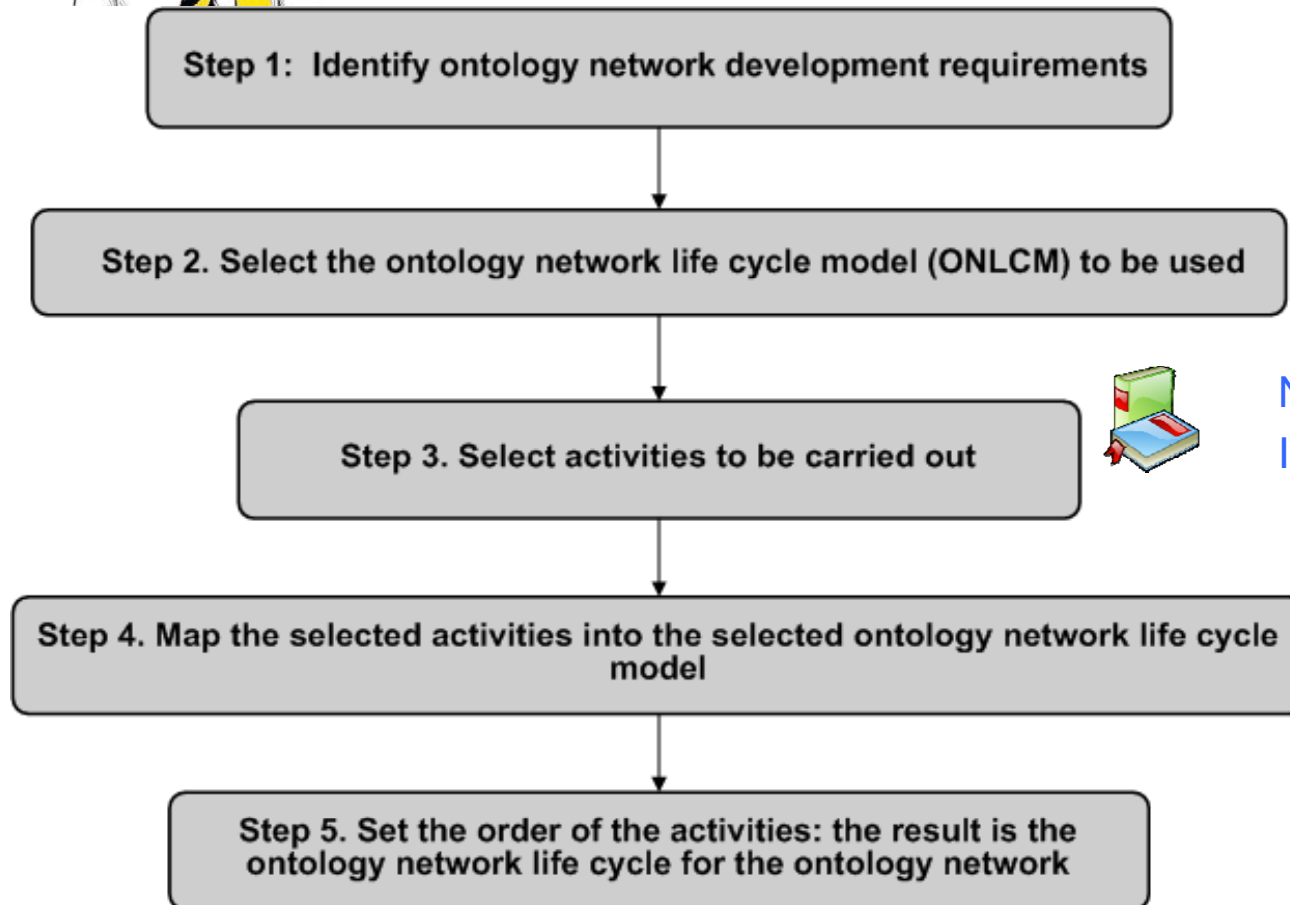 Step 1:  Identify ontology network development requirements
Step 2. Select the ontology network life cycle model (ONLCM) to be used
Step 3. Select activities to be carried out
Step 4. Map the selected activities into the selected ontology network life cycle
model
Step 5. Set the order of the activities: the result is the
ontology network life cycle for the ontology network